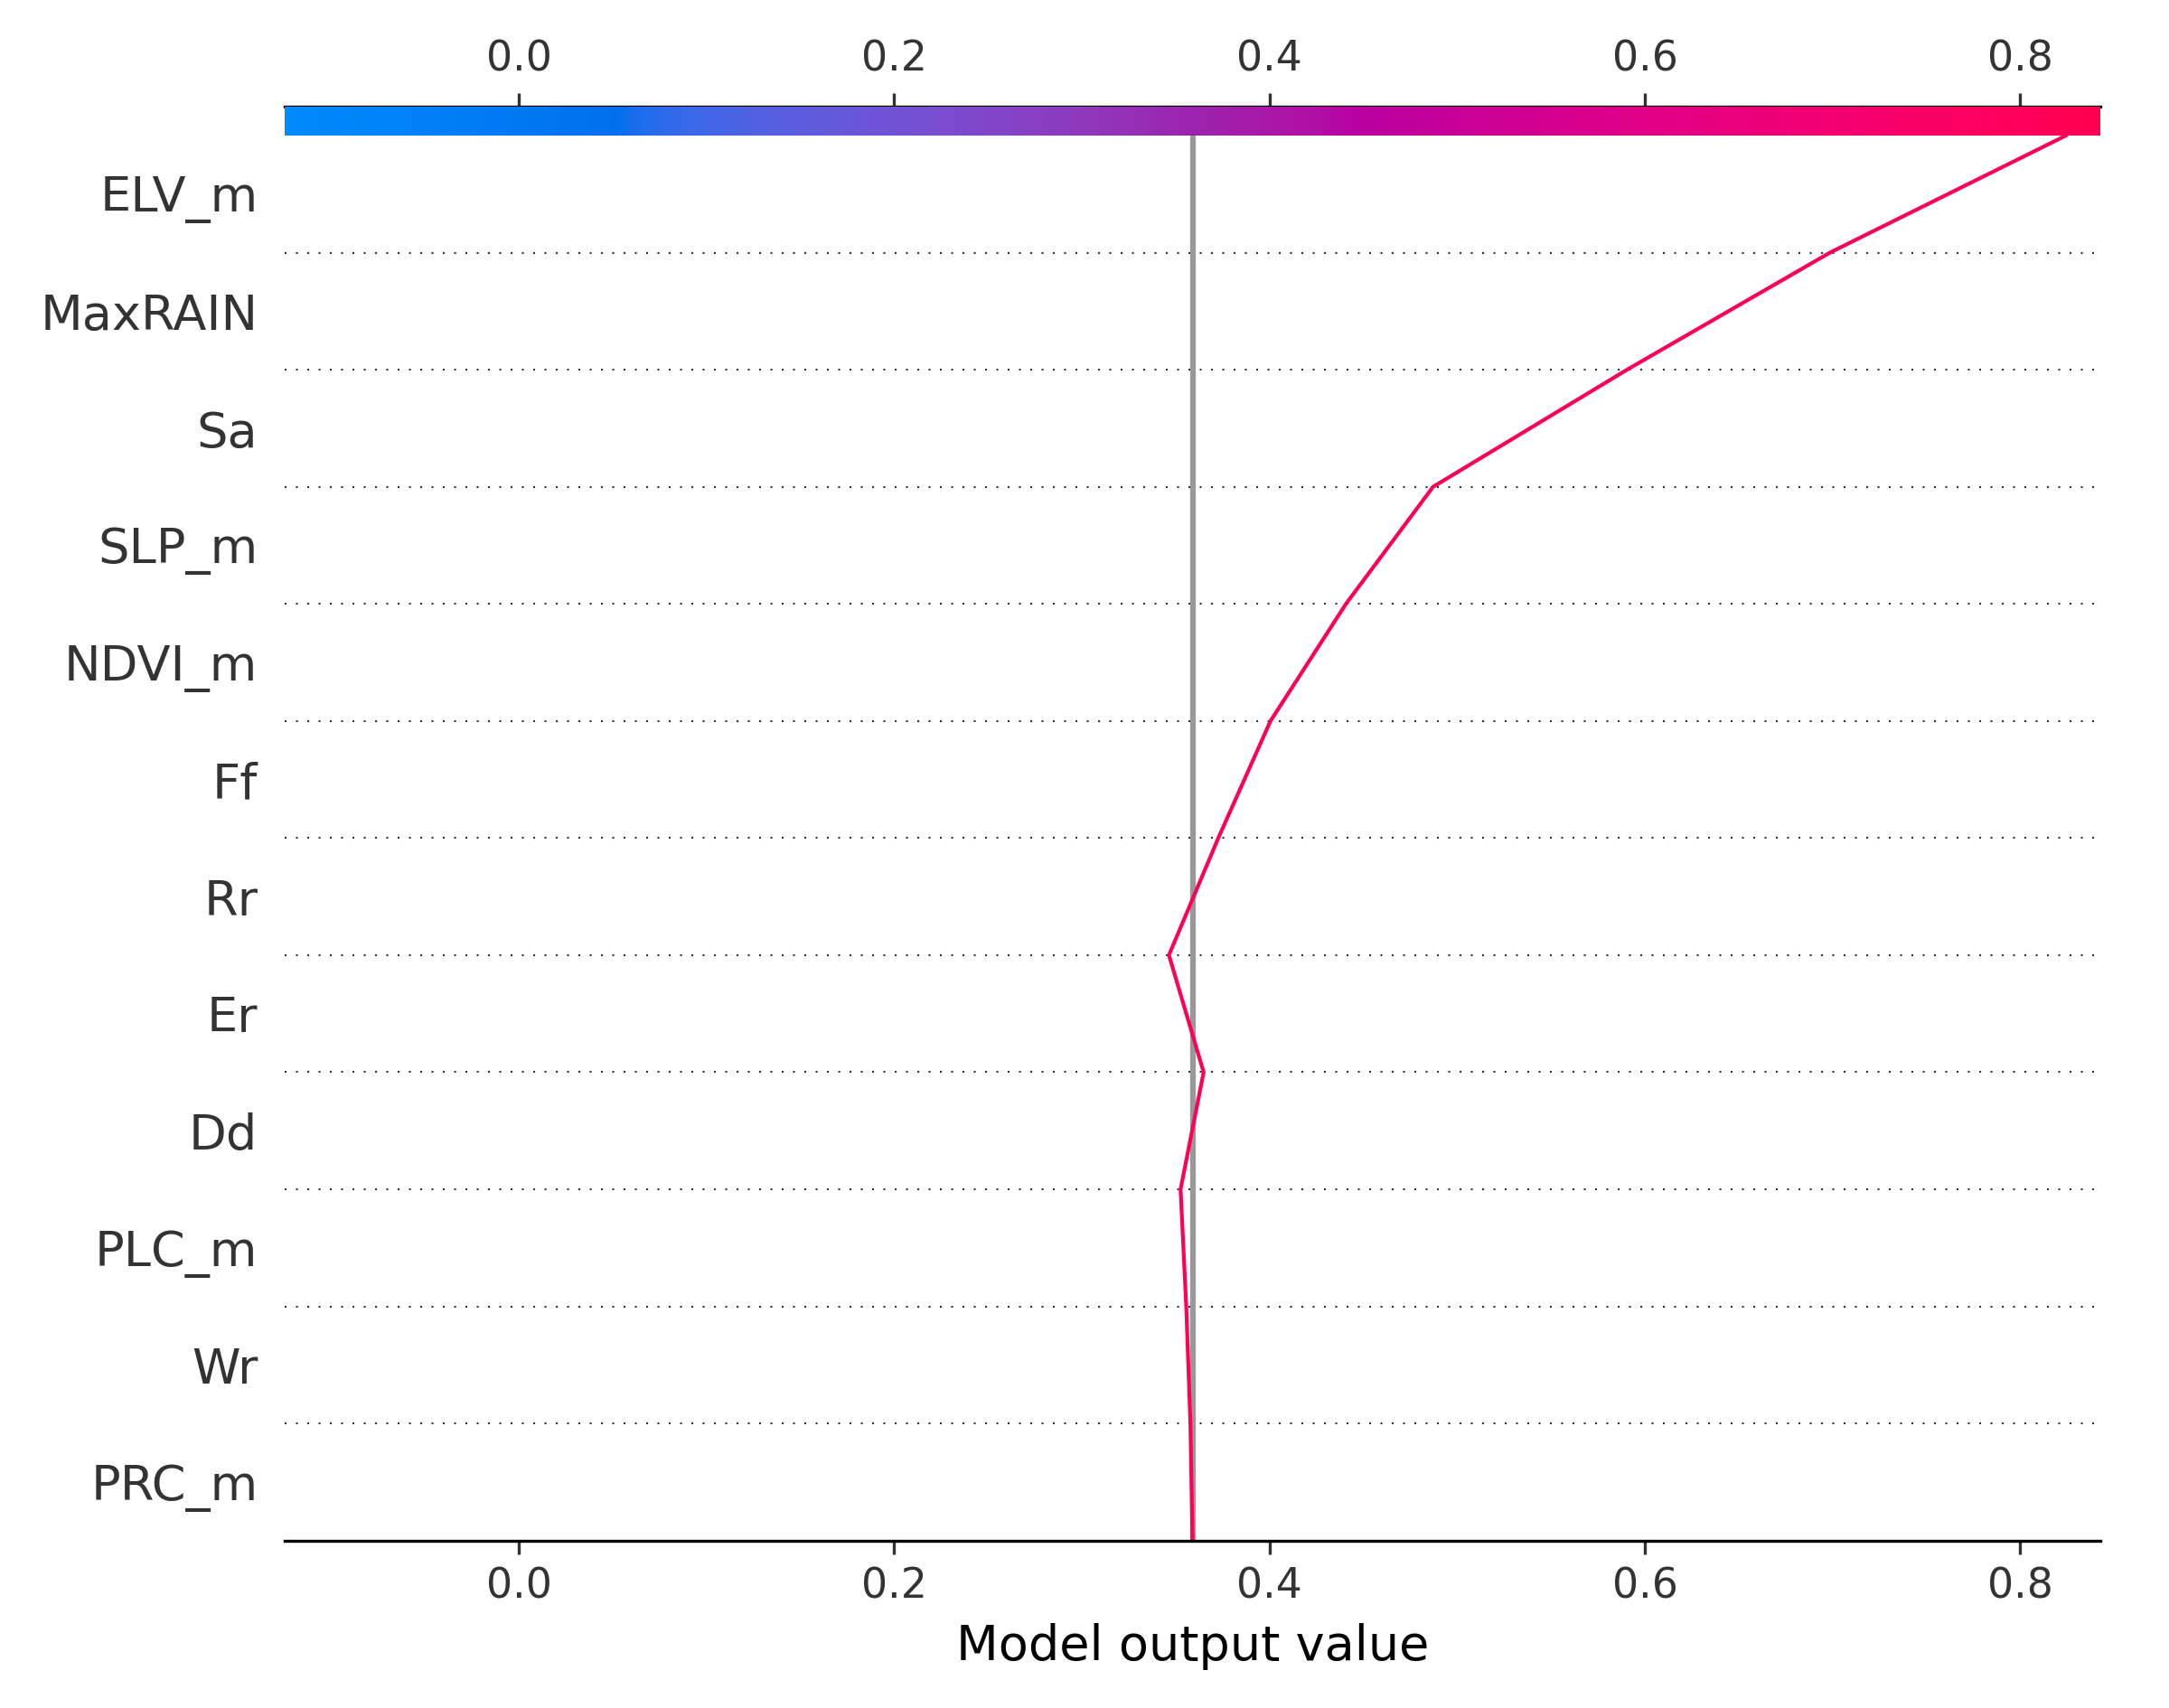 0.0 0.2 0.4 0.6 0.8
ELV_m
MaxRAIN
Sa
SLP_m
NDVI_m
Ff
Rr
Er
Dd
PLC_m
Wr
PRC_m
0.0 0.2 0.4 0.6 0.8
Model output value